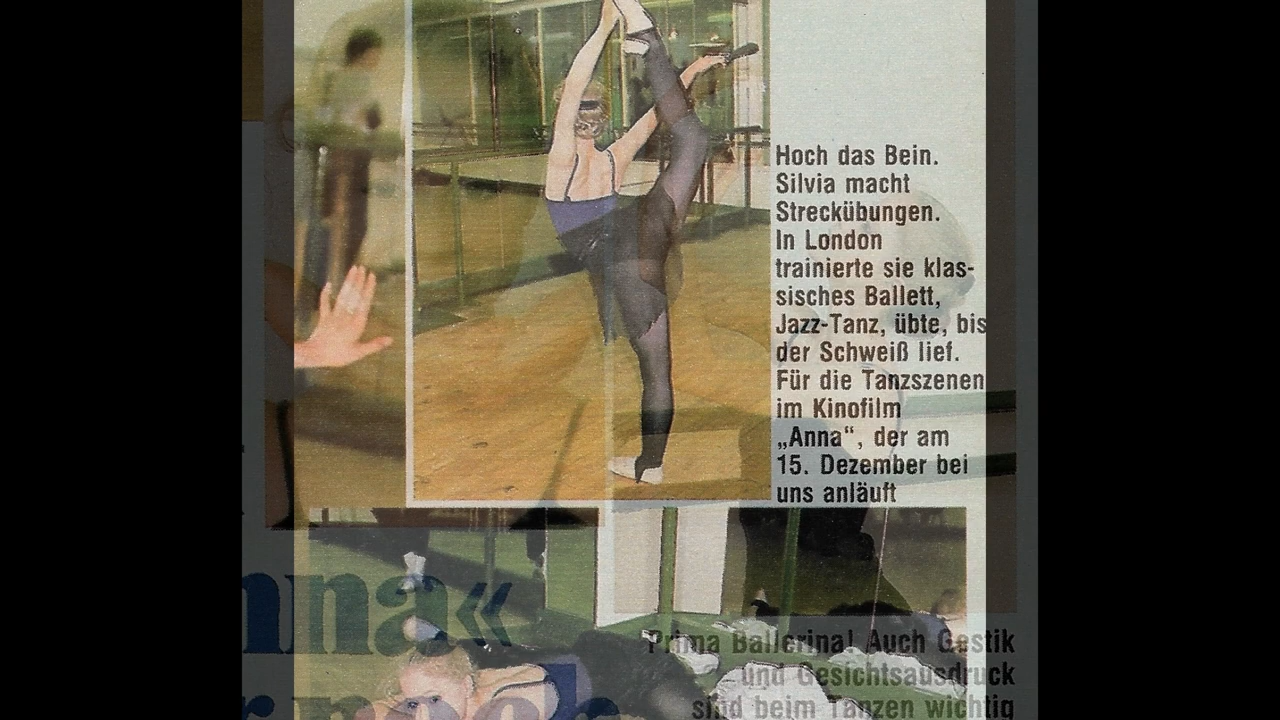 Hoch das Bein.
Silvia macht
Streckübungen.
In London
trainierte sie klas-
sisches Ballett,
Jazz-Tanz, übte, bis
der Schweiß lief.
Für die Tanzszenen
im Kinofilm
„Anna“, der am
15. Dezember bei
uns anläuft
nna«
Prima Ballerina! Auch Gestik
und Gesichtsausdruck
sind beim Tanzen wichtig